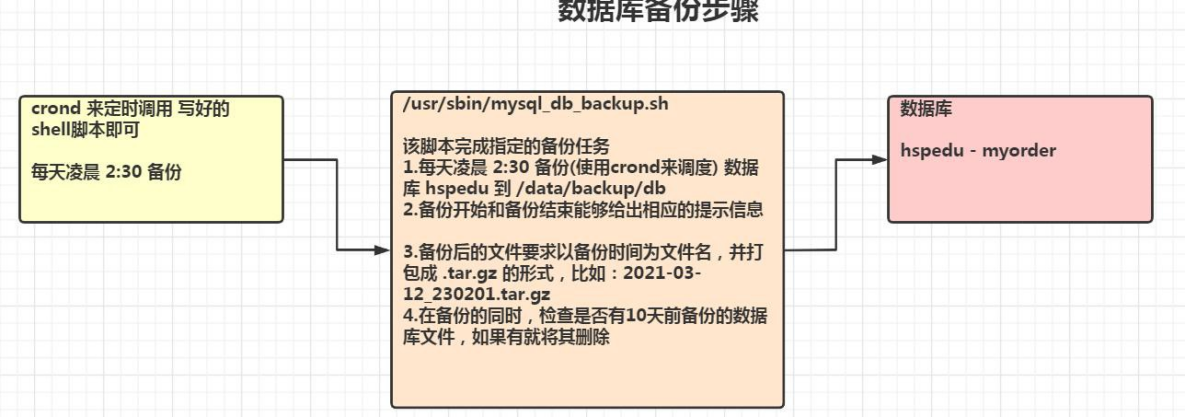 数据库备份步骤
crond 来定时调用 写好的
shell脚本即可
每天凌晨 2:30 备份
/usr/sbin/mysql_db_backup.sh
该脚本完成指定的备份任务
1.每天凌晨 2:30 备份(使用crond来调度) 数据
库 hspedu 到 /data/backup/db
2.备份开始和备份结束能够给出相应的提示信息
3.备份后的文件要求以备份时间为文件名，并打
包成 .tar.gz 的形式，比如：2021-03-
12_230201.tar.gz
4.在备份的同时，检查是否有10天前备份的数据
库文件，如果有就将其删除
数据库
hspedu - myorder